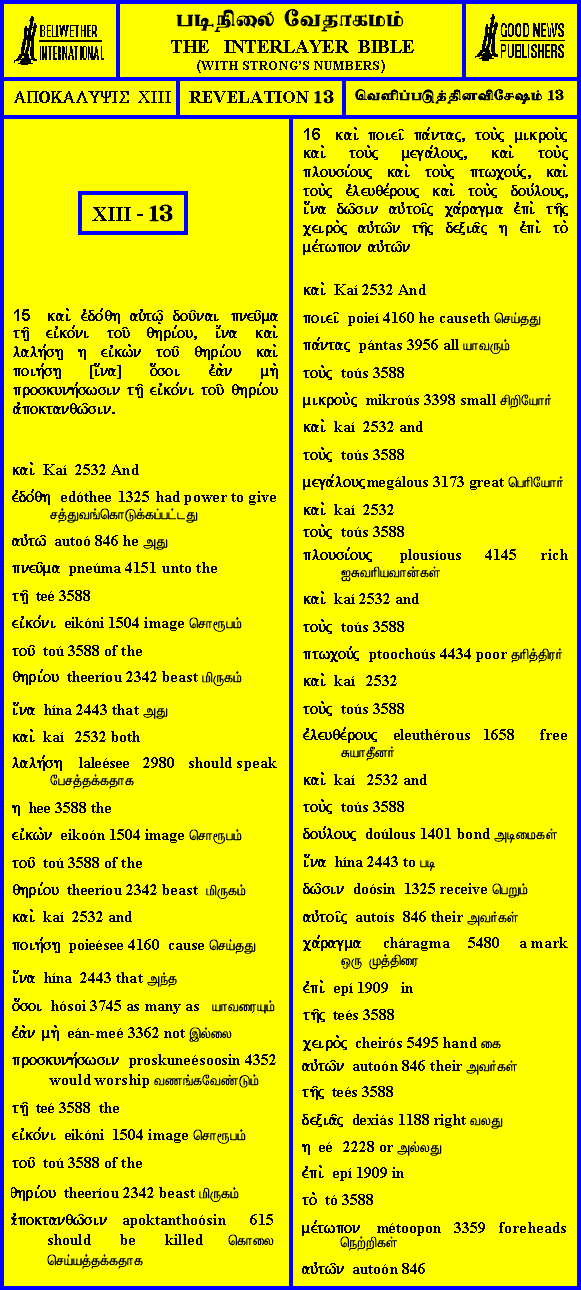 BELLWETHER
INTERNATIONAL
படிநிலை வேதாகமம்
THE INTERLAYER BIBLE
(WITH STRONG'S NUMBERS)
GOOD NEWS
PUBLISHERS
ΑΠΟΚΑΛΥΨΙΣ XIII
REVELATION 13
வெளிப்படுத்தினவிசேஷம் 13
XIII - 13
15 καὶ ἐδόθη αὐτῷ δοῦναι πνεῦμα
τῇ εἰκόνι τοῦ θηρίου, ἵνα καὶ
λαλήσῃ η εἰκὼν τοῦ θηρίου καὶ
ποιήσῃ [ἵνα] ὅσοι ἐὰν μὴ
προσκυνήσωσιν τῇ εἰκόνι τοῦ θηρίου
ἀποκτανθῶσιν.
καὶ Kaí 2532 And
ἐδόθη edóthee 1325 had power to give
சத்துவங்கொடுக்கப்பட்டது
αὐτῶ autoó 846 he அது
πνεῦμα pneúma 4151 unto the
τῇ teé 3588
εἰκόνι eikóni 1504 image சொரூபம்
τοῦ toú 3588 of the
θηρίου theeríou 2342 beast மிருகம்
ἵνα hína 2443 that அது
καὶ kaí 2532 both
λαλήσῃ laleésee 2980 should speak
பேசத்தக்கதாக
η hee 3588 the
εἰκὼν eikoón 1504 image சொரூபம்
τοῦ toú 3588 of the
θηρίου theeríou 2342 beast மிருகம்
καὶ kaí 2532 and
ποιήσῃ poieésee 4160 cause செய்தது
ἵνα hína 2443 that அந்த
ὅσοι hósoi 3745 as many as யாவரையும்
ἐὰν μὴ eán-meé 3362 not இல்லை
προσκυνήσωσιν proskuneésoosin 4352
would worship வணங்கவேண்டும்
τῇ teé 3588 the
εἰκόνι eikóni 1504 image சொரூபம்
τοῦ toú 3588 of the
θηρίου theeríou 2342 beast மிருகம்
ἀποκτανθῶσιν apoktanthoósin 615
should be killed கொலை
செய்யத்தக்கதாக
16 καὶ ποιεῖ πάντας, τοὺς μικροὺς
καὶ τοὺς μεγάλους, καὶ τοὺς
πλουσίους καὶ τοὺς πτωχούς, καὶ
τοὺς ἐλευθέρους καὶ τοὺς δούλους,
ἵνα δῶσιν αὐτοῖς χάραγμα ἐπὶ τῆς
χειρὸς αὐτῶν τῆς δεξιᾶς η ἐπὶ τὸ
μέτωπον αὐτῶν
καὶ Kaí 2532 And
ποιεῖ poieí 4160 he causeth செய்தது
πάντας pántas 3956 all யாவரும்
τοὺς toús 3588
μικροὺς mikroús 3398 small சிறியோர்
καὶ kaí 2532 and
τοὺς toús 3588
μεγάλους megálous 3173 great பெரியோர்
καὶ kaí 2532
τοὺς toús 3588
πλουσίους plousíous 4145 rich
ஐசுவரியவான்கள்
καὶ kaí 2532 and
τοὺς toús 3588
πτωχούς ptoochoús 4434 poor தரித்திரர்
καὶ kaí 2532
τοὺς toús 3588
ἐλευθέρους eleuthérous 1658 free
சுயாதீனர்
καὶ kaí 2532 and
τοὺς toús 3588
δούλους doúlous 1401 bond அடிமைகள்
ἵνα hína 2443 to படி
δῶσιν doósin 1325 receive பெறும்
αὐτοῖς autoís 846 their அவர்கள்
χάραγμα cháragma 5480 a mark
ஒரு முத்திரை
ἐπὶ epí 1909 in
τῆς teés 3588
χειρὸς cheirós 5495 hand கை
αὐτῶν autoón 846 their அவர்கள்
τῆς teés 3588
δεξιᾶς dexiás 1188 right வலது
η eé 2228 or அல்லது
ἐπὶ epí 1909 in
τὸ tó 3588
μέτωπον métoopon 3359 foreheads
நெற்றிகள்
αὐτῶν autoón 846